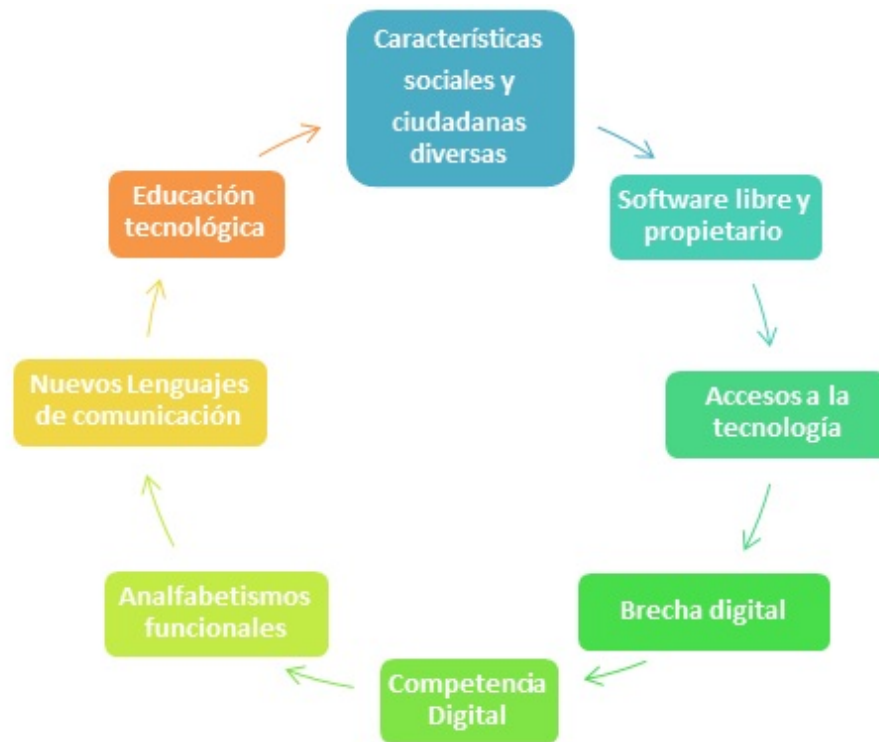 Características
sociales y
ciudadanas
diversas
Software libre y
propietario
Accesos a la
tecnología
Brecha digital
Competencia
Digital
Analfabetismos
funcionales
Nuevos Lenguajes
de comunicación
Educación
tecnológica